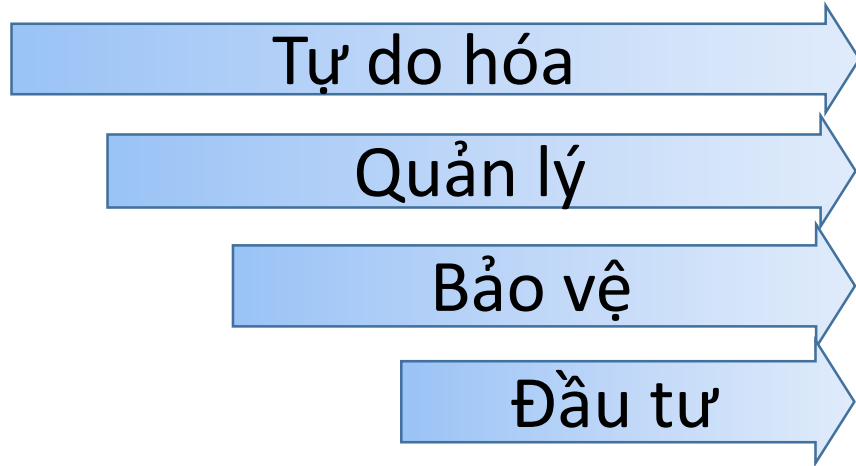 Tự do hóa
Quản lý
Bảo vệ
Đầu tư